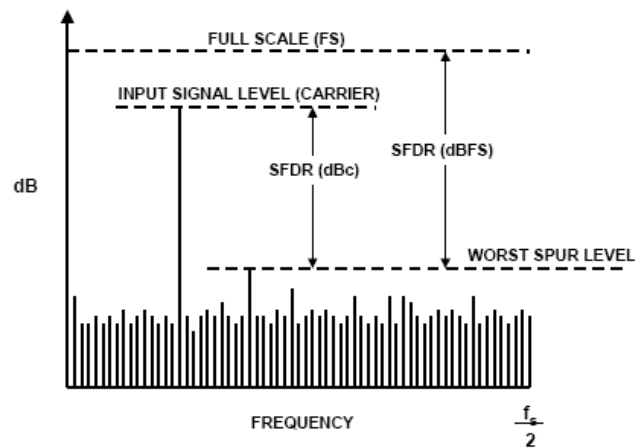 FULL SCALE (FS)
INPUT SIGNAL LEVEL (CARRIER)
SFDR (dBFS)
SFDR (dBc)
dB
WORST SPUR LEVEL
FREQUENCY
fs
2